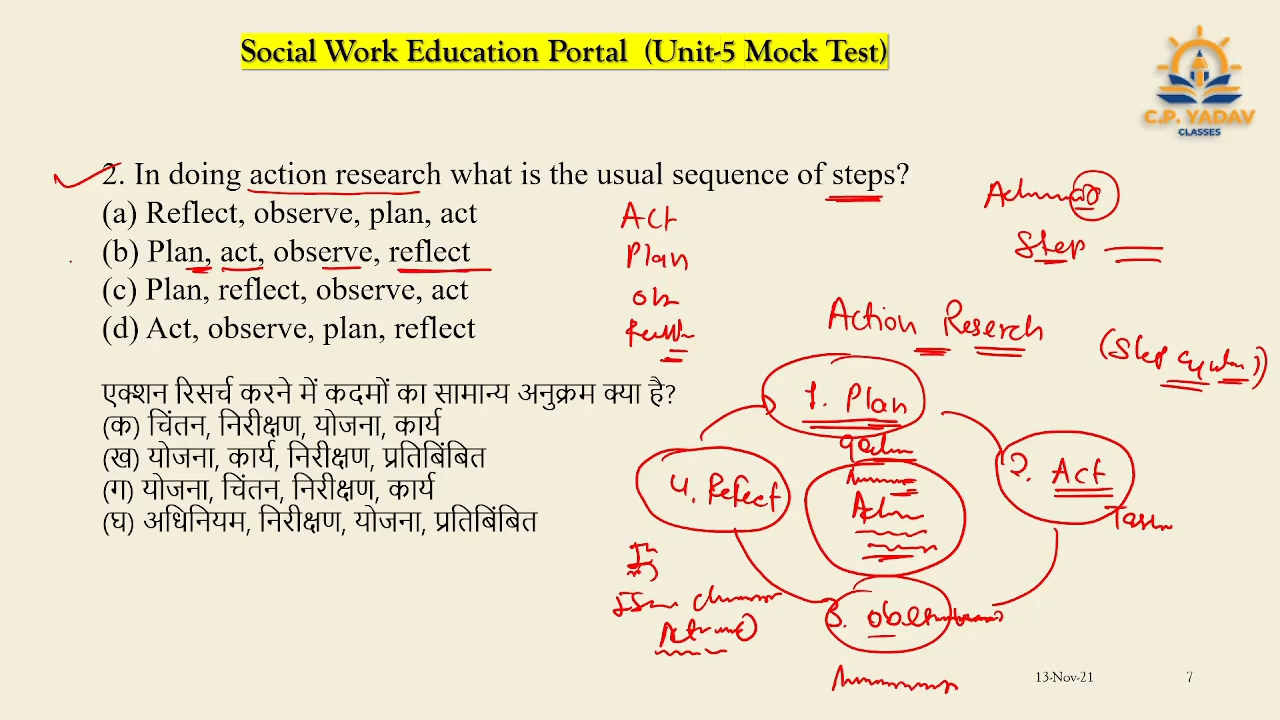 Social Work Education Portal (Unit-5 Mock Test)
C.P. YADAV
CLASSES
2. In doing action research what is the usual sequence of steps?
(a) Reflect, observe, plan, act
(b) Plan, act, observe, reflect
(c) Plan, reflect, observe, act
(d) Act, observe, plan, reflect
Act
Plan
Step
Action Reserch
एक्शन रिसर्च करने में कदमों का सामान्य अनुक्रम क्या है?
(क) चिंतन, निरीक्षण, योजना, कार्य
(ख) योजना, कार्य, निरीक्षण, प्रतिबिंबित
(ग) योजना, चिंतन, निरीक्षण, कार्य
(घ) अधिनियम, निरीक्षण, योजना, प्रतिबिंबित
1. Plan
2. Act
4. Refect
3.
13-Nov-21
7